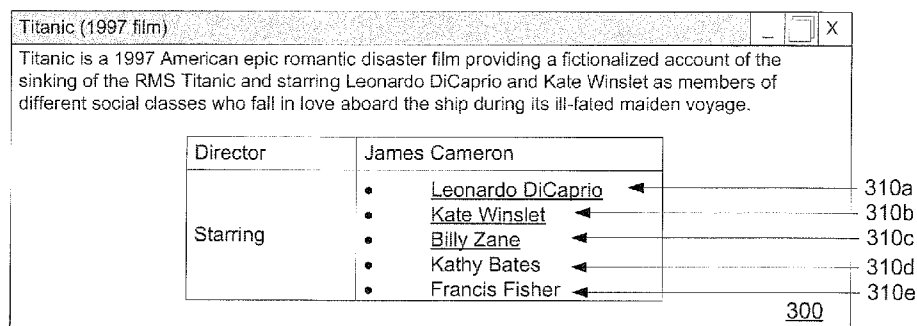 Titanic (1997 film) _ X
Titanic is a 1997 American epic romantic disaster film providing a fictionalized account of the
sinking of the RMS Titanic and starring Leonardo DiCaprio and Kate Winslet as members of
different social classes who fall in love aboard the ship during its ill-fated maiden voyage.
Director James Cameron
Starring
• Leonardo DiCaprio 310a
• Kate Winslet 310b
• Billy Zane 310c
• Kathy Bates 310d
• Francis Fisher 310e
300